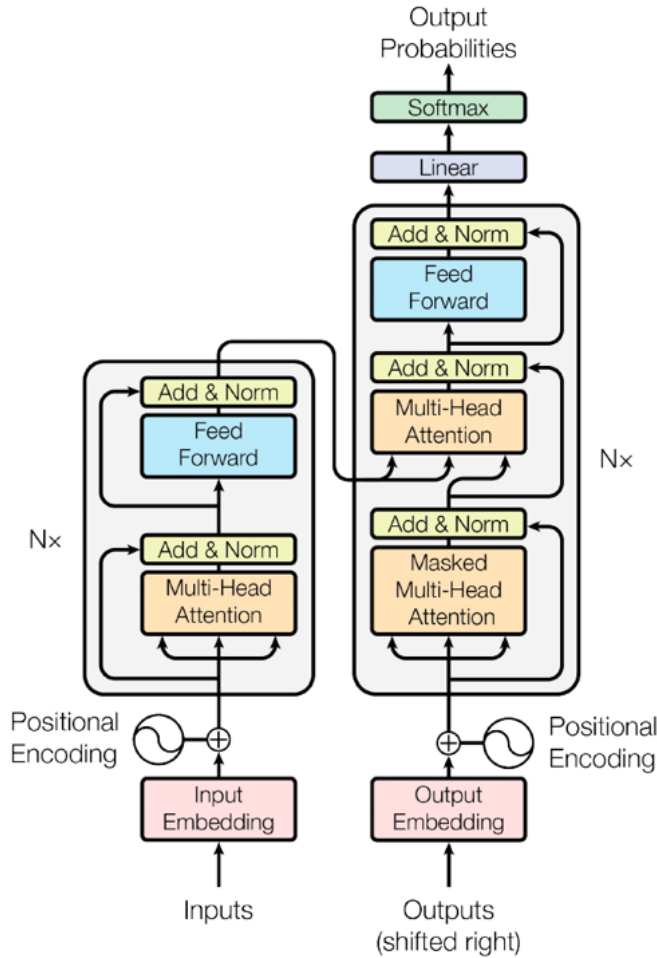 Output
Probabilities
Softmax
Linear
Add & Norm
Feed
Forward
Add & Norm
Multi-Head
Attention
Nx
Add & Norm
Masked
Multi-Head
Attention
Add & Norm
Feed
Forward
Nx
Add & Norm
Multi-Head
Attention
Positional
Encoding
Positional
Encoding
Input
Embedding
Output
Embedding
Inputs
Outputs
(shifted right)